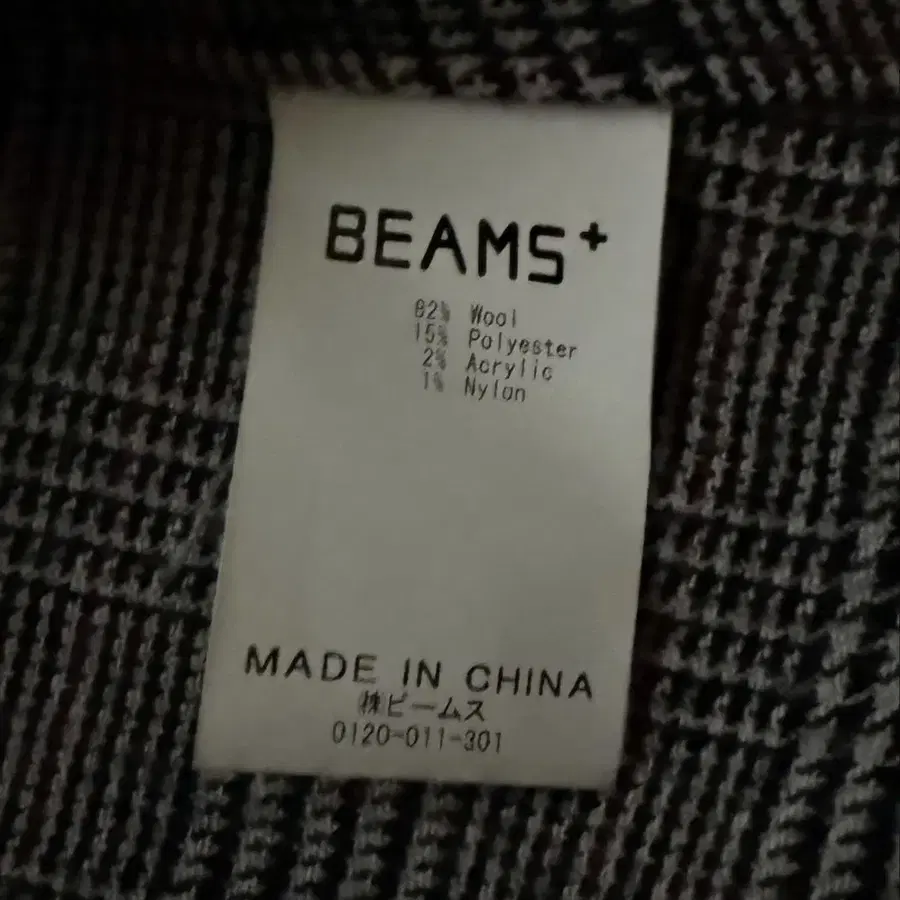 BEAMS+
82% Wool
15% Polyester
2% Acrylic
1% Nylon
MADE IN CHINA
㈱ビームス
0120-011-301